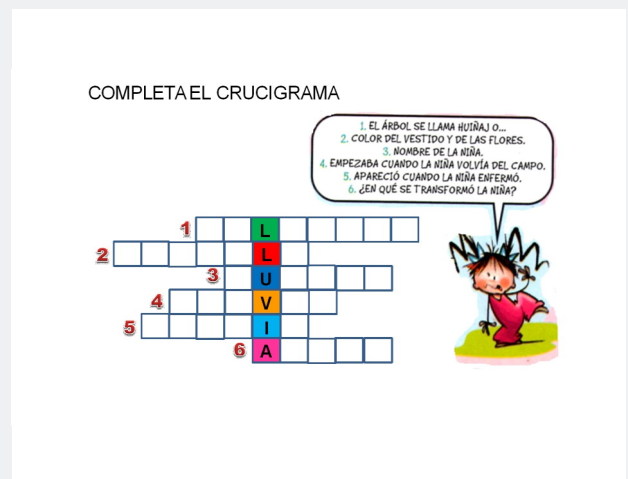 COMPLETA EL CRUCIGRAMA
1. EL ÁRBOL SE LLAMA HUIÑAJ O...
2. COLOR DEL VESTIDO Y DE LAS FLORES.
3. NOMBRE DE LA NIÑA.
4. EMPEZABA CUANDO LA NIÑA VOLVÍA DEL CAMPO.
5. APARECIÓ CUANDO LA NIÑA ENFERMÓ.
6. ¿EN QUÉ SE TRANSFORMÓ LA NIÑA?
1 L
2 L
3 U
4 V
5 I
6 A